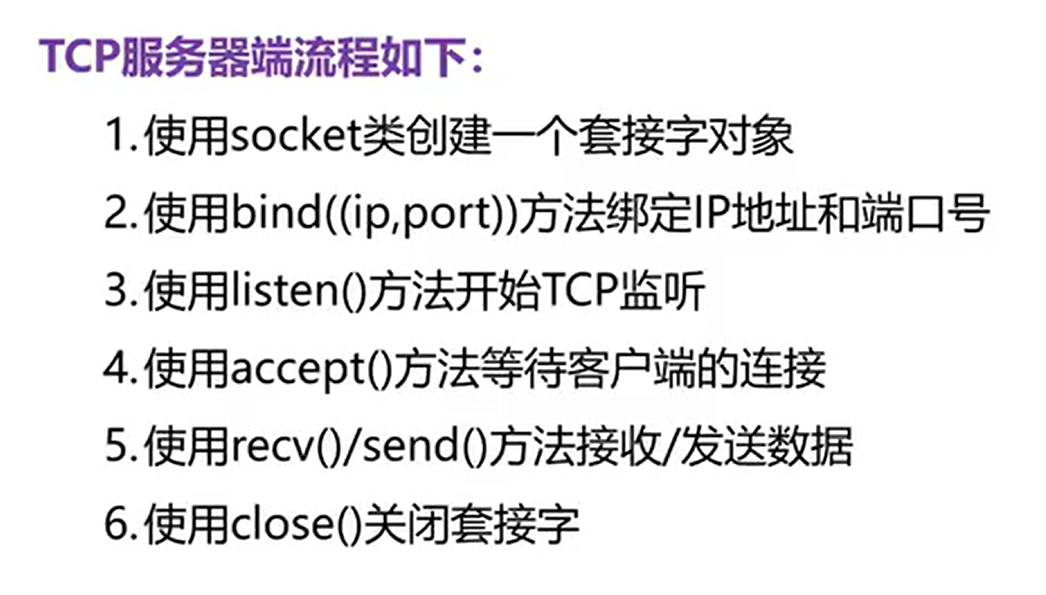 TCP服务器端流程如下：
1.使用socket类创建一个套接字对象
2.使用bind((ip,port))方法绑定IP地址和端口号
3.使用listen()方法开始TCP监听
4.使用accept()方法等待客户端的连接
5.使用recv()/send()方法接收/发送数据
6.使用close()关闭套接字